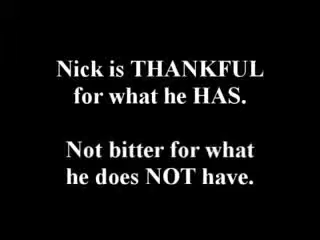 Nick is THANKFUL
for what he HAS.
Not bitter for what
he does NOT have.